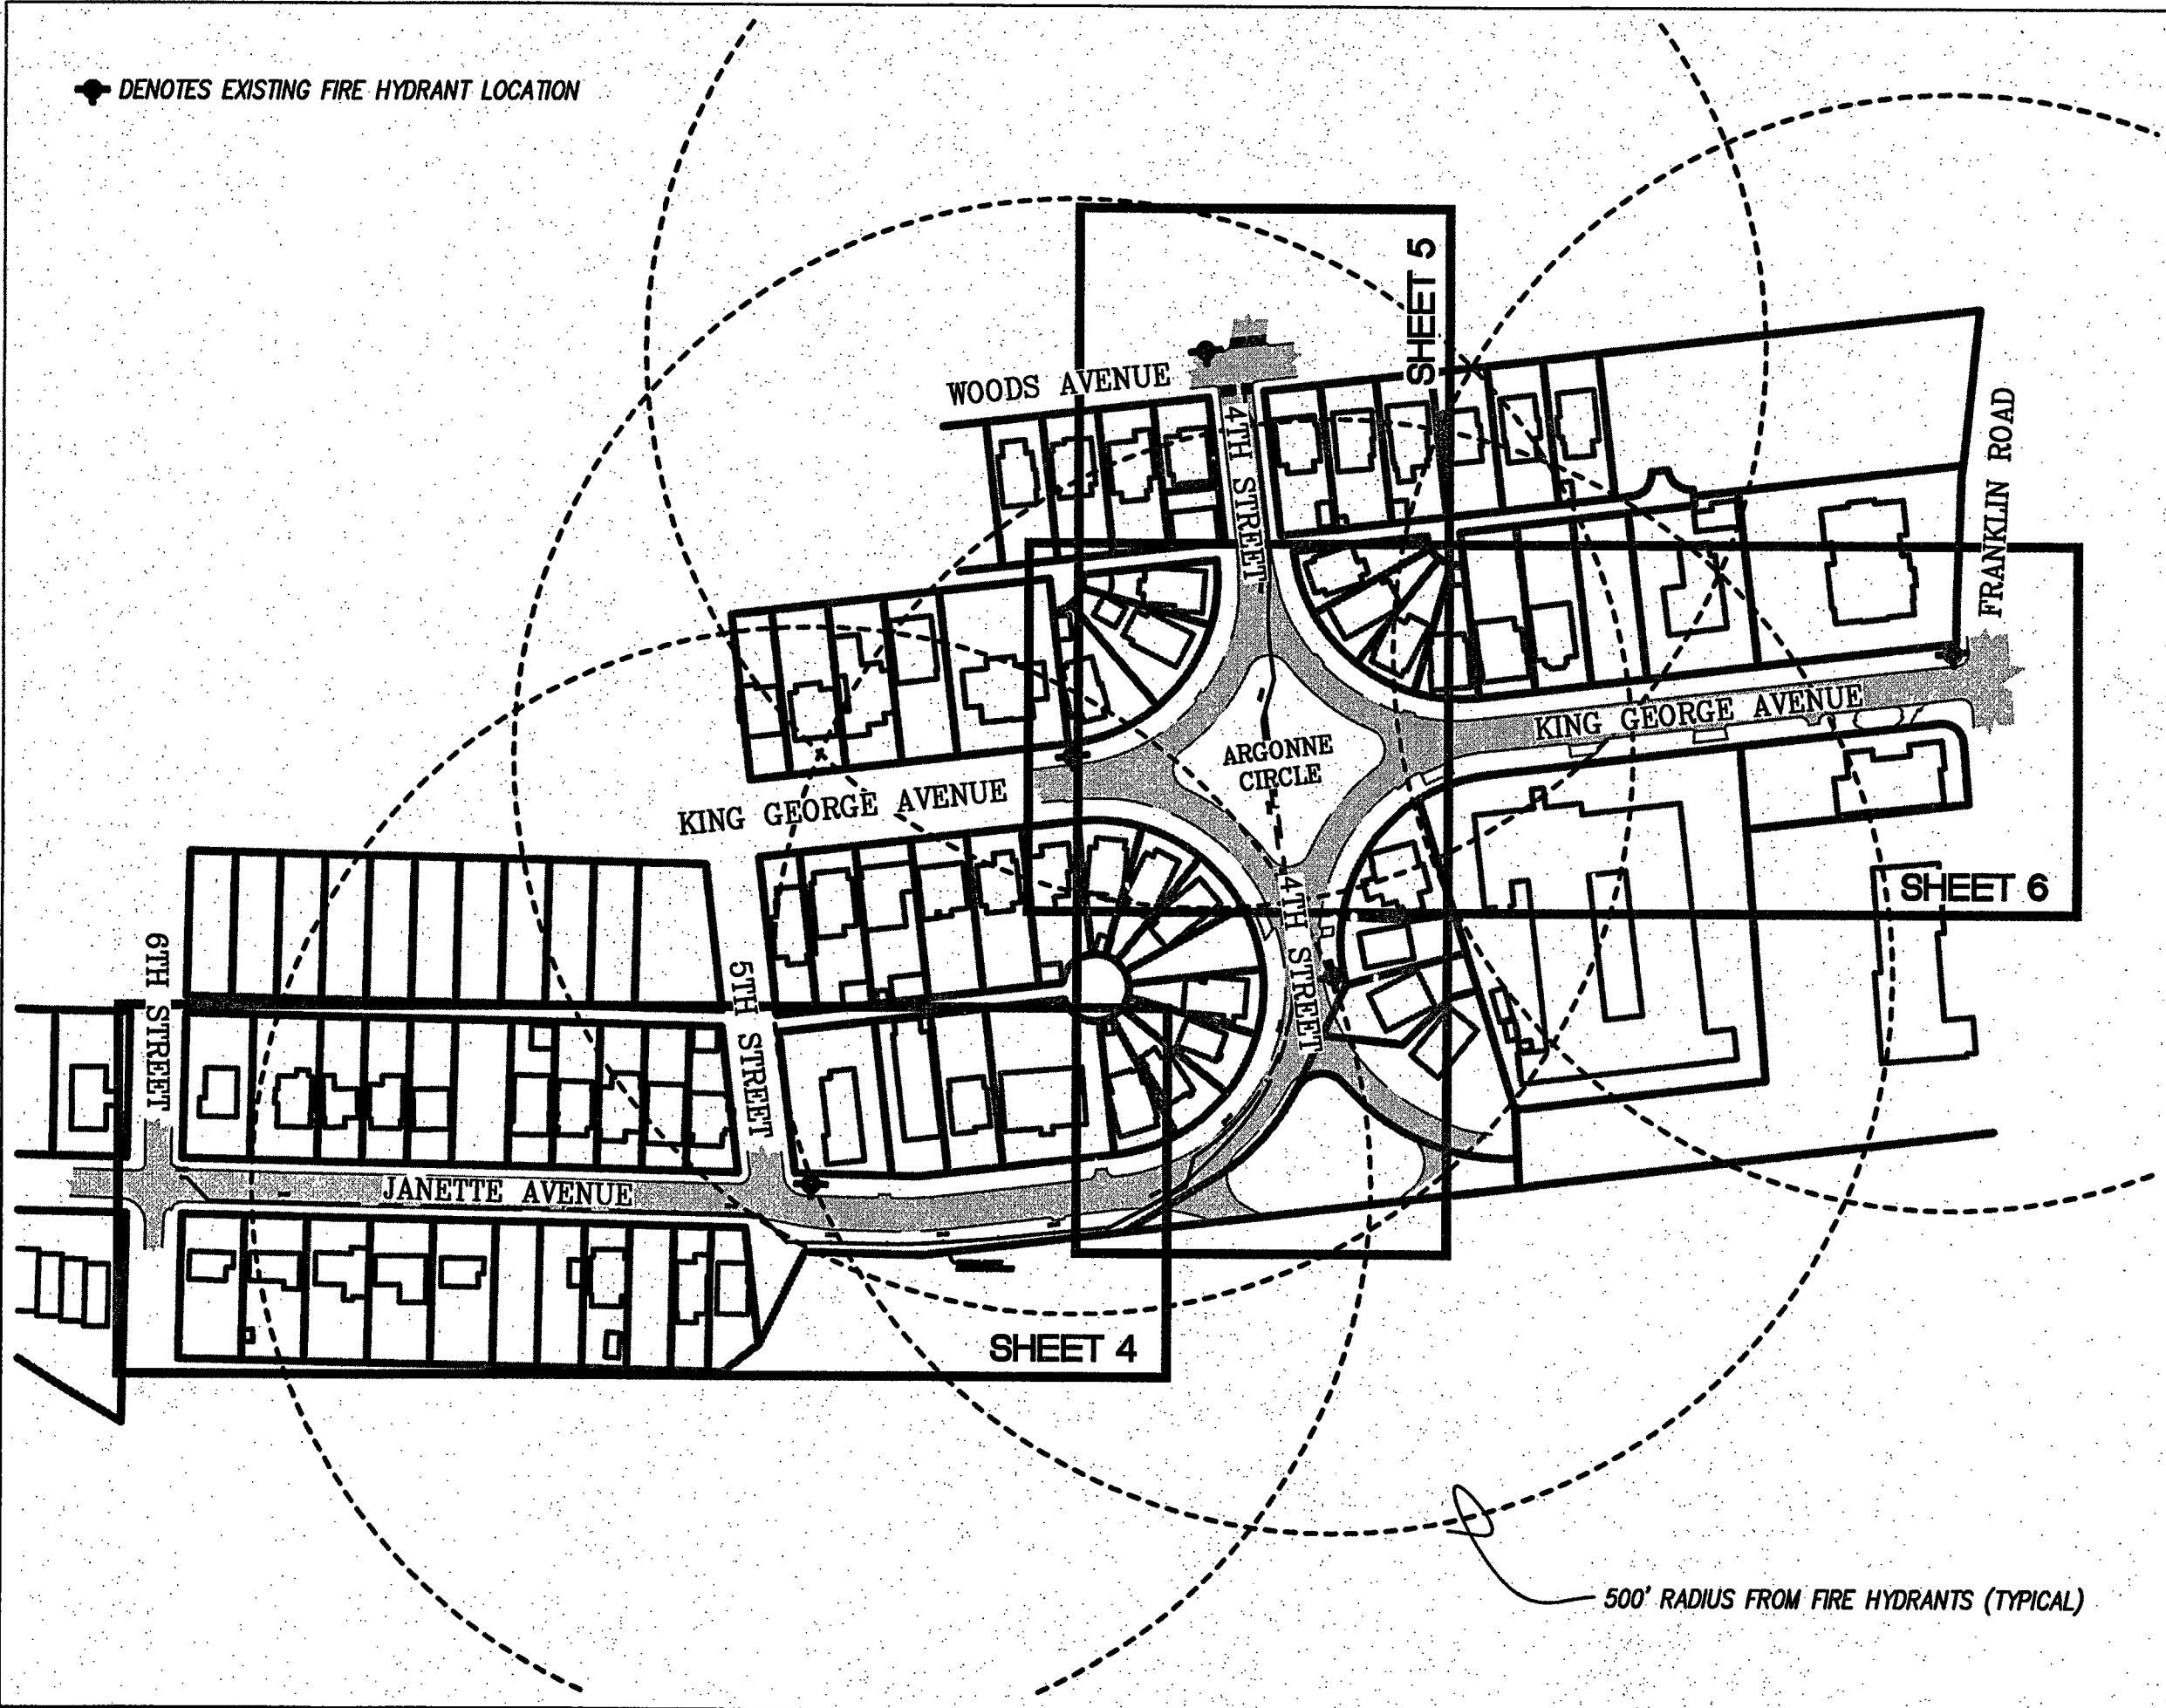 DENOTES EXISTING FIRE HYDRANT LOCATION
SHEET 5
WOODS AVENUE
4TH STREET
FRANKLIN ROAD
KING GEORGE AVENUE
ARGONNE
CIRCLE
KING GEORGE AVENUE
4TH STREET
SHEET 6
6TH STREET
5TH STREET
JANETTE AVENUE
SHEET 4
500' RADIUS FROM FIRE HYDRANTS (TYPICAL)